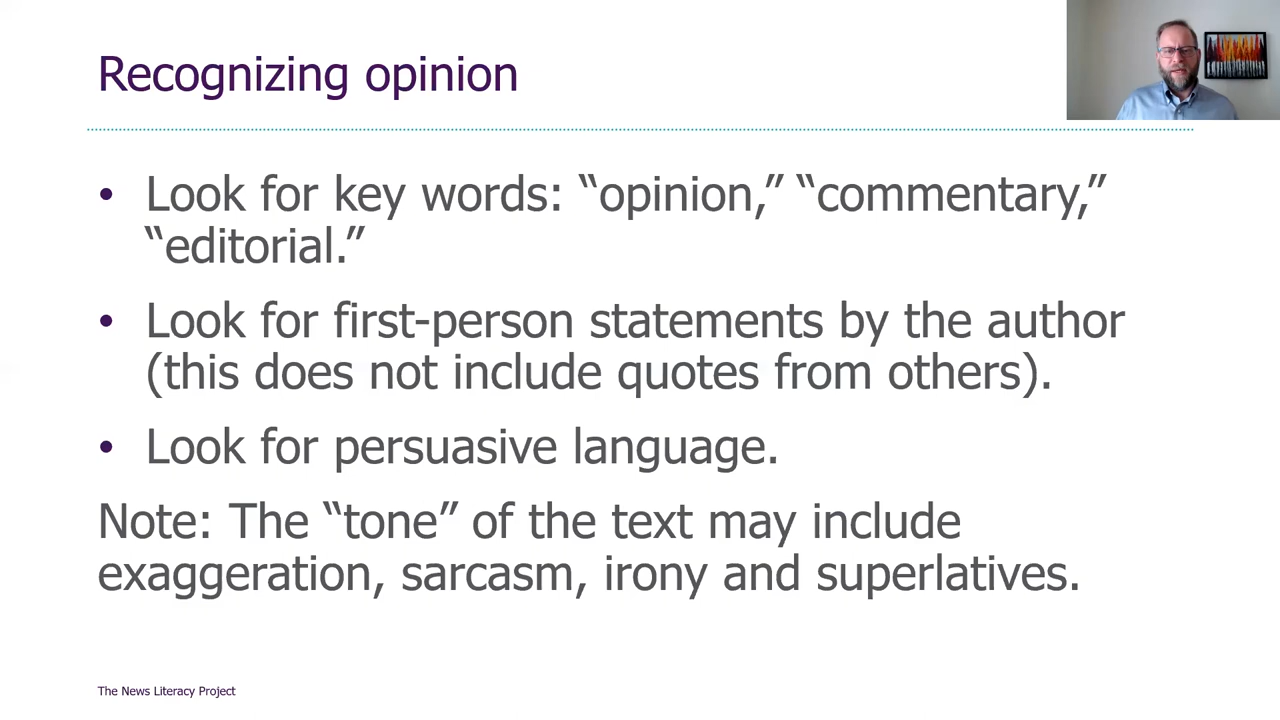 Recognizing opinion
• Look for key words: “opinion,” “commentary,”
“editorial.”
• Look for first-person statements by the author
(this does not include quotes from others).
• Look for persuasive language.
Note: The “tone” of the text may include
exaggeration, sarcasm, irony and superlatives.
The News Literacy Project